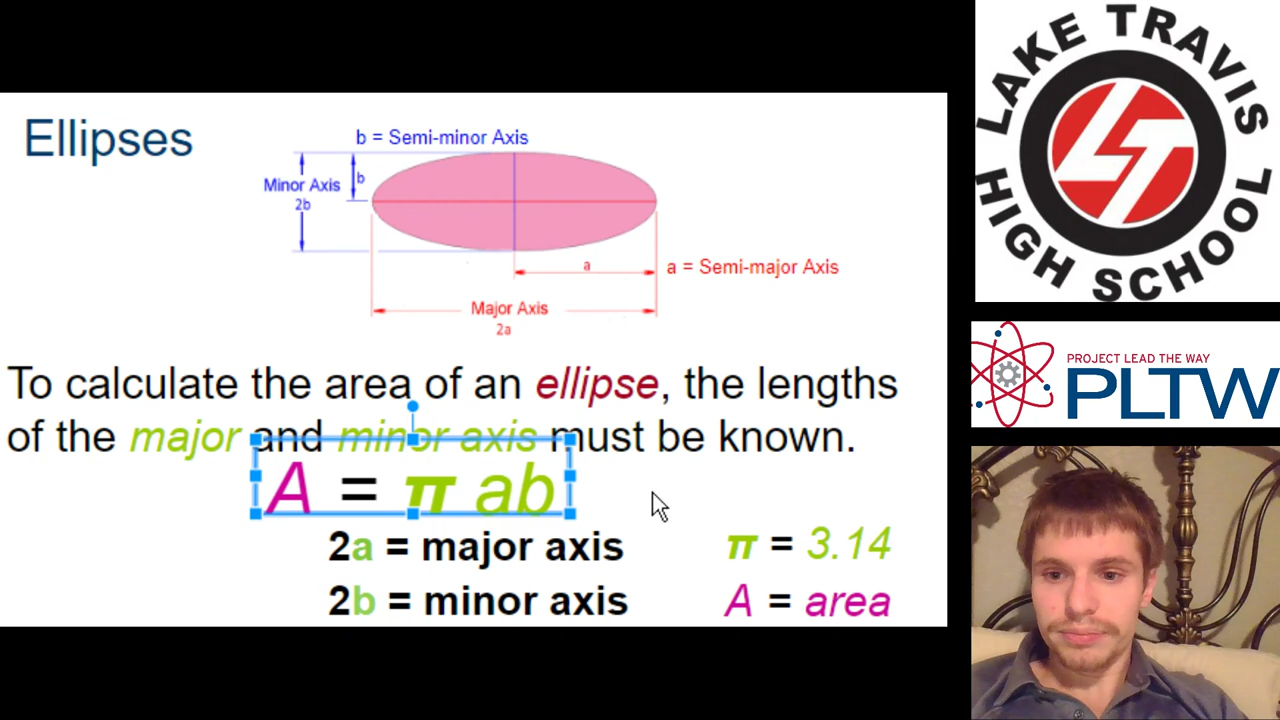 Ellipses
b = Semi-minor Axis
Minor Axis
2b
b
a
a = Semi-major Axis
Major Axis
2a
To calculate the area of an ellipse, the lengths
of the major and minor axis must be known.
A = π ab
2a = major axis
2b = minor axis
π = 3.14
A = area
LAKE TRAVIS
LT
HIGH SCHOOL
PROJECT LEAD THE WAY
PLTW